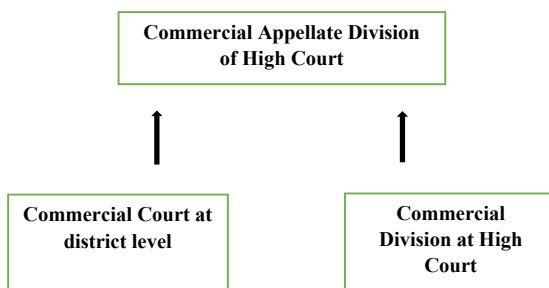 Commercial Appellate Division
of High Court
Commercial Court at
district level
Commercial
Division at High
Court